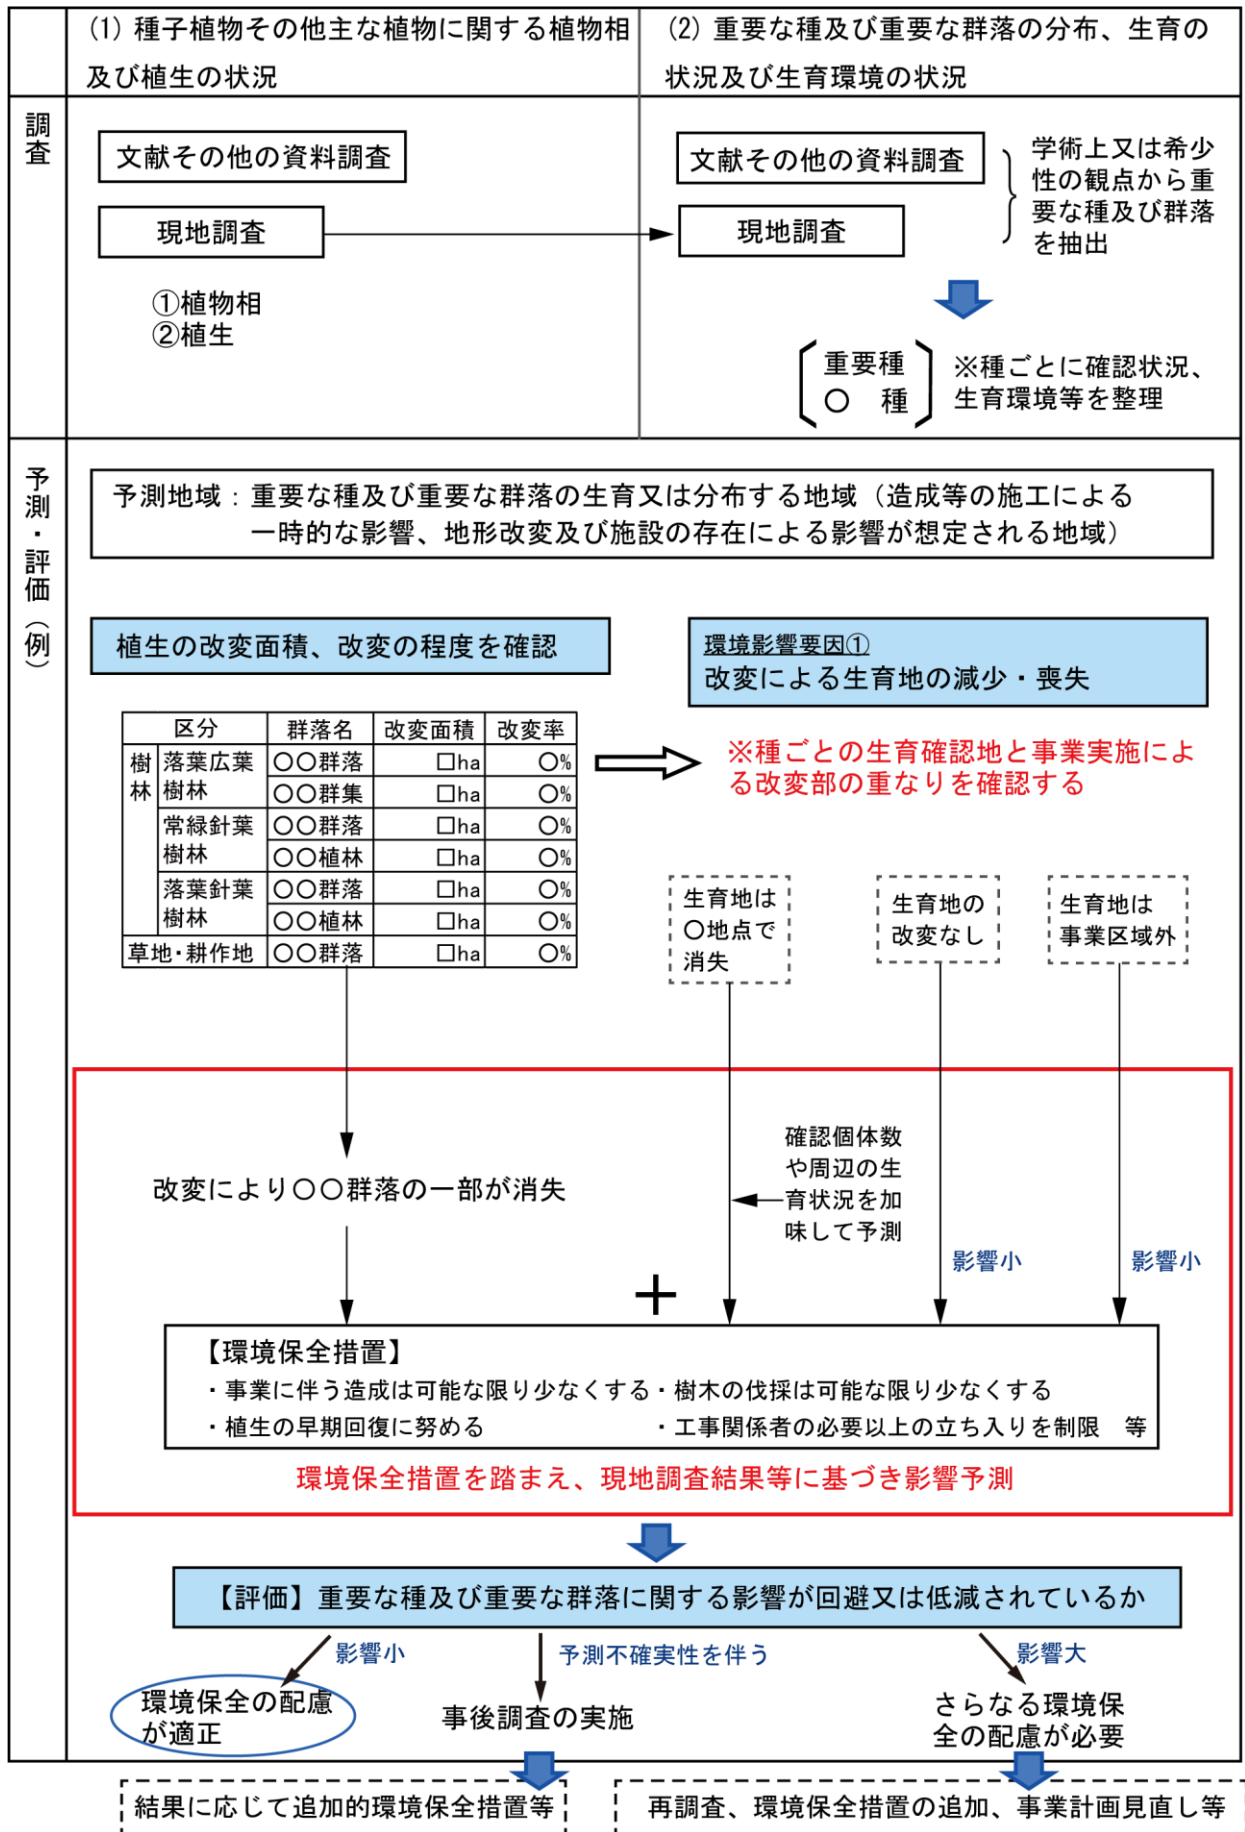 (1) 種子植物その他主な植物に関する植物相
及び植生の状況
(2) 重要な種及び重要な群落の分布、生育の
状況及び生育環境の状況
調査
文献その他の資料調査
現地調査
①植物相
②植生
文献その他の資料調査
現地調査
学術上又は希少
性の観点から重
要な種及び群落
を抽出
重要種
〇 種
※種ごとに確認状況、
生育環境等を整理
予測・評価（例）
予測地域：重要な種及び重要な群落の生育又は分布する地域（造成等の施工による
一時的な影響、地形改変及び施設の存在による影響が想定される地域）
植生の改変面積、改変の程度を確認
環境影響要因①
改変による生育地の減少・喪失
区分 群落名 改変面積 改変率
樹林 落葉広葉樹林 〇〇群落 □ha 〇%
〇〇群集 □ha 〇%
常緑針葉樹林 〇〇群落 □ha 〇%
〇〇植林 □ha 〇%
落葉針葉樹林 〇〇群落 □ha 〇%
〇〇植林 □ha 〇%
草地・耕作地 〇〇群落 □ha 〇%
※種ごとの生育確認地と事業実施によ
る改変部の重なりを確認する
生育地は
〇地点で
消失
生育地の
改変なし
生育地は
事業区域外
確認個体数
や周辺の生
育状況を加
味して予測
改変により〇〇群落の一部が消失
影響小
影響小
＋
【環境保全措置】
・事業に伴う造成は可能な限り少なくする・樹木の伐採は可能な限り少なくする
・植生の早期回復に努める ・工事関係者の必要以上の立ち入りを制限 等
環境保全措置を踏まえ、現地調査結果等に基づき影響予測
【評価】重要な種及び重要な群落に関する影響が回避又は低減されているか
影響小
予測不確実性を伴う
影響大
環境保全の配慮
が適正
事後調査の実施
さらなる環境保
全の配慮が必要
結果に応じて追加的環境保全措置等
再調査、環境保全措置の追加、事業計画見直し等